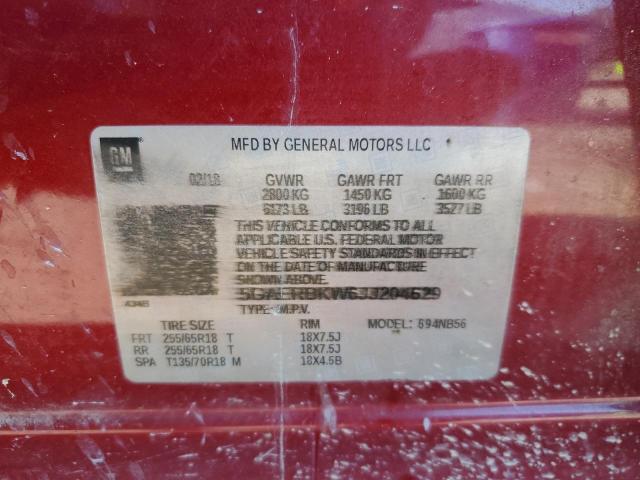 GM
MFD BY GENERAL MOTORS LLC
02/18 GVWR GAWR FRT GAWR RR
2800 KG 1450 KG 1600 KG
6173 LB 3196 LB 3527 LB
THIS VEHICLE CONFORMS TO ALL
APPLICABLE U.S. FEDERAL MOTOR
VEHICLE SAFETY STANDARDS IN EFFECT
ON THE DATE OF MANUFACTURE
SHOWN ABOVE.
TYPE: M.P.V.
TIRE SIZE RIM MODEL: 694NB56
FRT 255/65R18 T 18X7.5J
RR 255/65R18 T 18X7.5J
SPA T135/70R18 M 18X4.5B